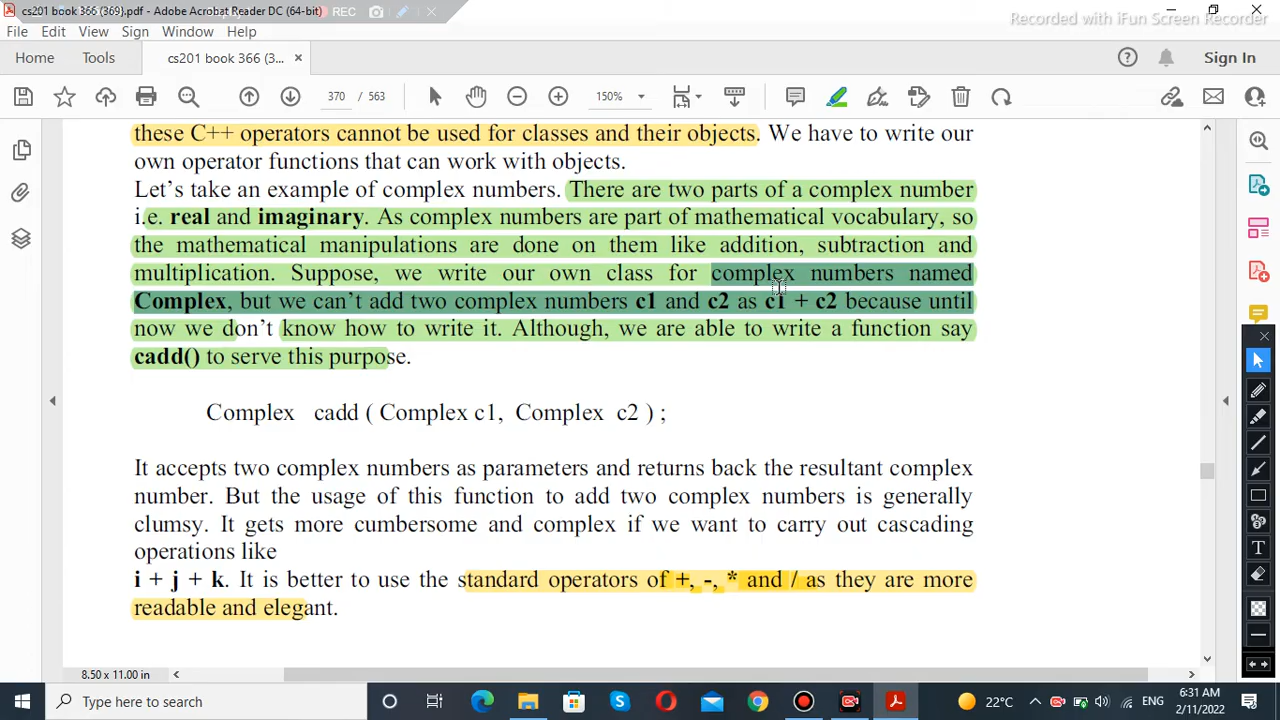 cs201 book 366 (369).pdf - Adobe Acrobat Reader DC (64-bit)
REC
Recorded with iFun Screen Recorder
File Edit View Sign Window Help
Home Tools cs201 book 366 (3... × Sign In
370 / 563 150%
these C++ operators cannot be used for classes and their objects. We have to write our
own operator functions that can work with objects.
Let’s take an example of complex numbers. There are two parts of a complex number
i.e. real and imaginary. As complex numbers are part of mathematical vocabulary, so
the mathematical manipulations are done on them like addition, subtraction and
multiplication. Suppose, we write our own class for complex numbers named
Complex, but we can’t add two complex numbers c1 and c2 as c1 + c2 because until
now we don’t know how to write it. Although, we are able to write a function say
cadd() to serve this purpose.
Complex cadd ( Complex c1, Complex c2 ) ;
It accepts two complex numbers as parameters and returns back the resultant complex
number. But the usage of this function to add two complex numbers is generally
clumsy. It gets more cumbersome and complex if we want to carry out cascading
operations like
i + j + k. It is better to use the standard operators of +, -, * and / as they are more
readable and elegant.
8.50 x 11.00 in
Type here to search
22°C ENG 6:31 AM
2/11/2022